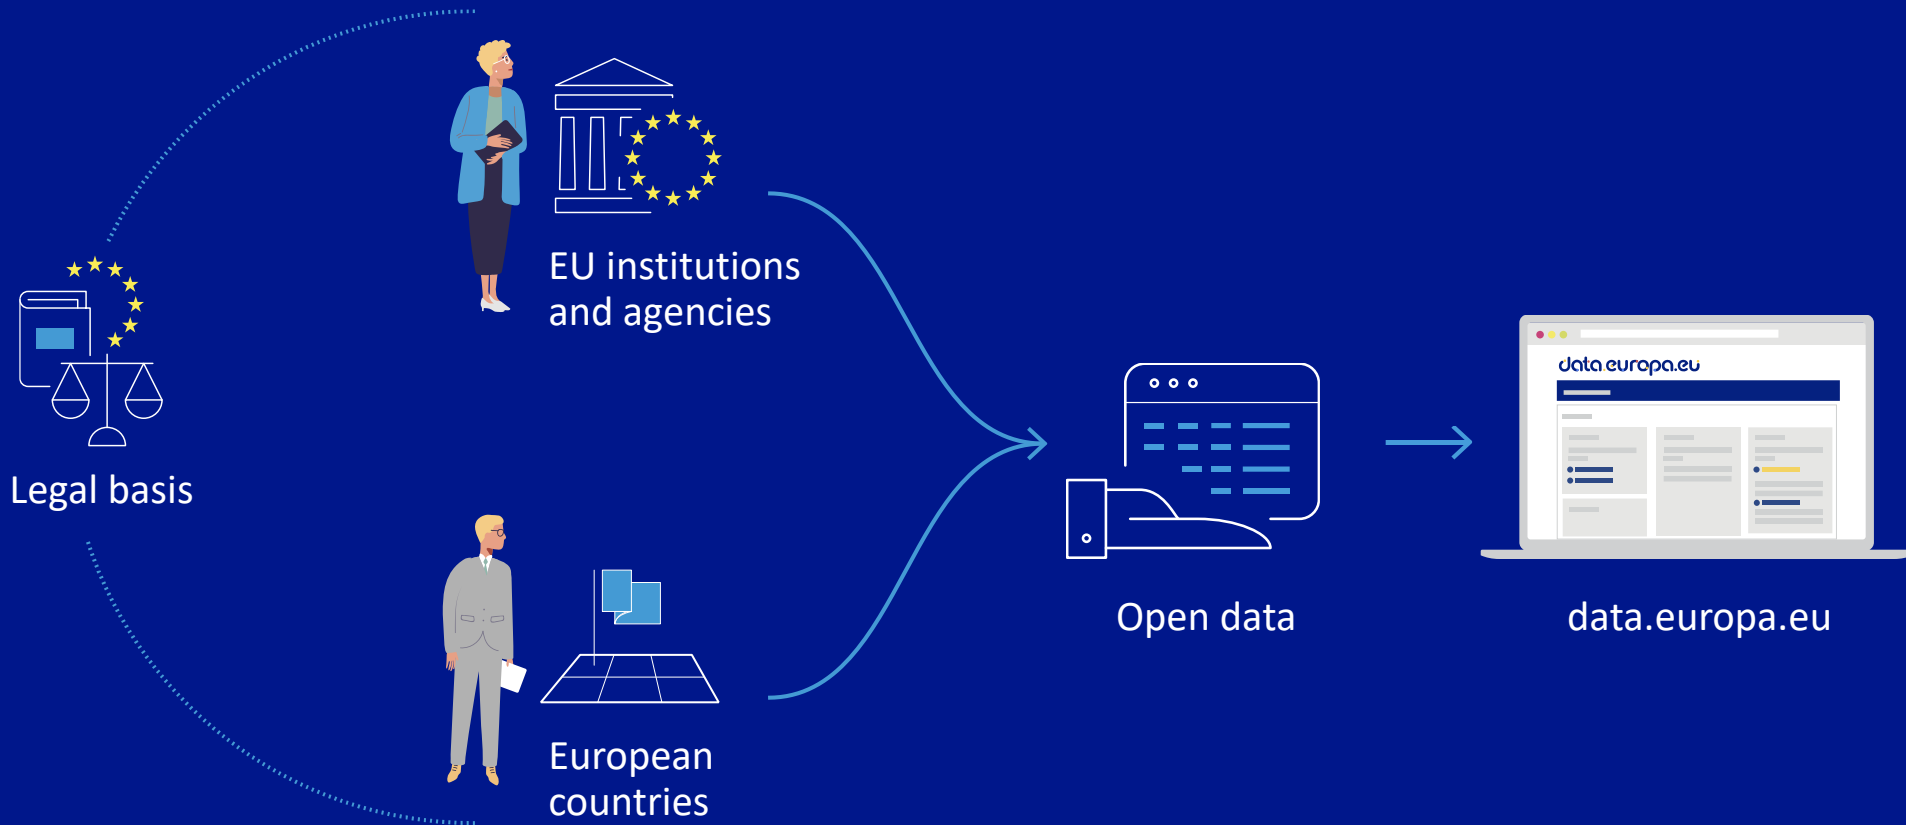 Legal basis
EU institutions
and agencies
European
countries
Open data
data.europa.eu
data.europa.eu